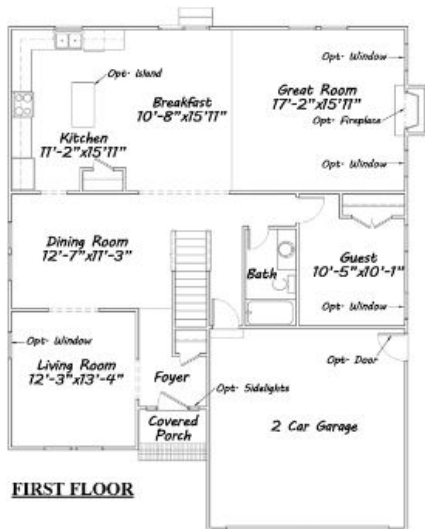 Opt. Window
Opt. Island
Great Room
17'-2"x15'11"
Breakfast
10'-8"x15'11"
Opt. Fireplace
Kitchen
11'-2"x15'11"
Opt. Window
Dining Room
12'-7"x11'-3"
Guest
10'-5"x10'-1"
Bath
Opt. Window
Opt. Window
Living Room
12'-3"x13'-4"
Foyer
Opt. Door
Opt. Sidelights
Covered
Porch
2 Car Garage
FIRST FLOOR